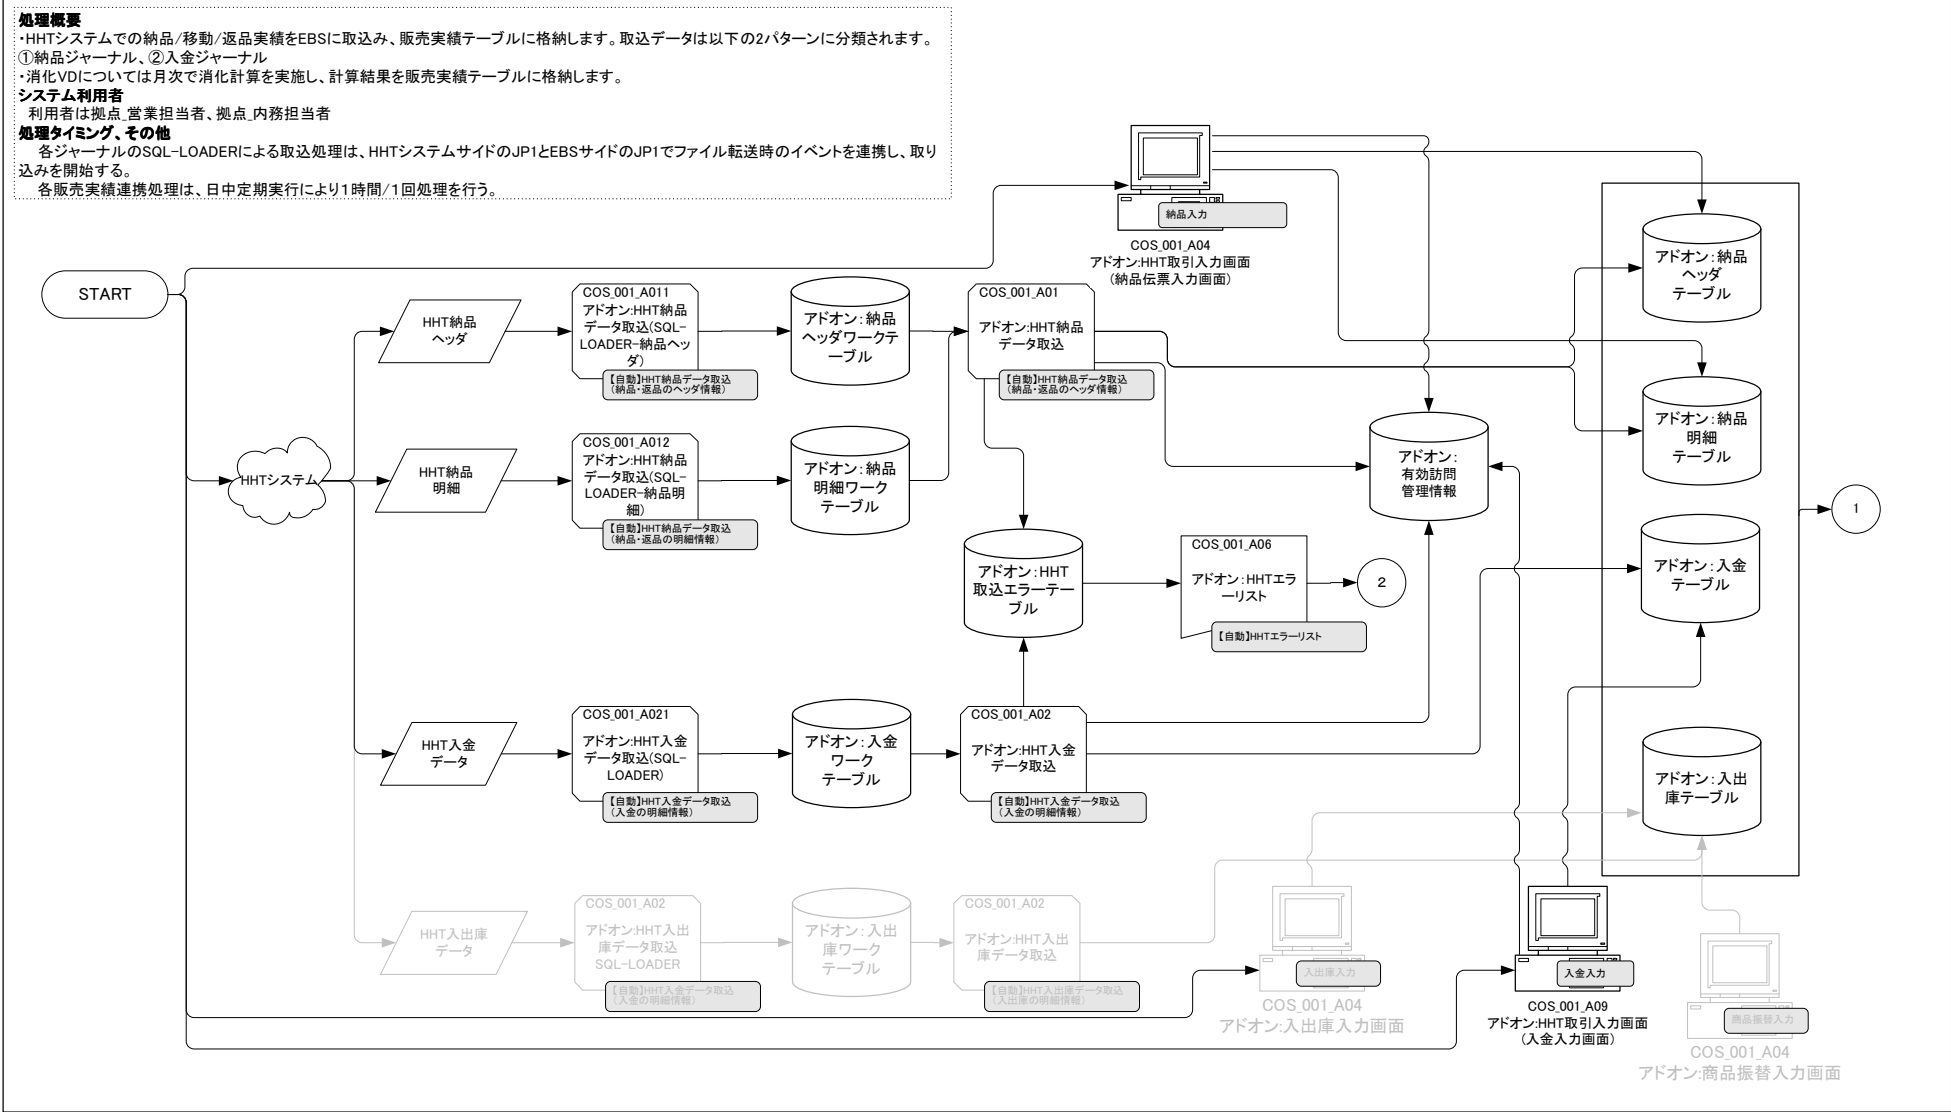 処理概要
・HHTシステムでの納品/移動/返品実績をEBSに取込み、販売実績テーブルに格納します。取込データは以下の2パターンに分類されます。
①納品ジャーナル、②入金ジャーナル
・消化VDについては月次で消化計算を実施し、計算結果を販売実績テーブルに格納します。
システム利用者
利用者は拠点_営業担当者、拠点_内務担当者
処理タイミング、その他
各ジャーナルのSQL-LOADERによる取込処理は、HHTシステムサイドのJP1とEBSサイドのJP1でファイル転送時のイベントを連携し、取り
込みを開始する。
各販売実績連携処理は、日中定期実行により1時間/1回処理を行う。
納品入力
COS_001_A04
アドオン:HHT取引入力画面
(納品伝票入力画面)
START
HHT納品
ヘッダ
COS_001_A011
アドオン:HHT納品
データ取込(SQL-
LOADER-納品ヘッ
ダ)
【自動】HHT納品データ取込
(納品・返品のヘッダ情報)
アドオン:納品
ヘッダワークテ
ーブル
COS_001_A01
アドオン:HHT納品
データ取込
【自動】HHT納品データ取込
(納品・返品のヘッダ情報)
アドオン:納品
ヘッダ
テーブル
アドオン:納品
明細
テーブル
HHTシステム
HHT納品
明細
COS_001_A012
アドオン:HHT納品
データ取込(SQL-
LOADER-納品明
細)
【自動】HHT納品データ取込
(納品・返品の明細情報)
アドオン:納品
明細ワーク
テーブル
アドオン:
有効訪問
管理情報
1
アドオン:HHT
取込エラーテー
ブル
COS_001_A06
アドオン:HHTエラ
ーリスト
【自動】HHTエラーリスト
2
アドオン:入金
テーブル
HHT入金
データ
COS_001_A021
アドオン:HHT入金
データ取込(SQL-
LOADER)
【自動】HHT入金データ取込
(入金の明細情報)
アドオン:入金
ワーク
テーブル
COS_001_A02
アドオン:HHT入金
データ取込
【自動】HHT入金データ取込
(入金の明細情報)
アドオン:入出
庫テーブル
HHT入出庫
データ
COS_001_A02
アドオン:HHT入出
庫データ取込
SQL-LOADER
【自動】HHT入金データ取込
(入金の明細情報)
アドオン:入出
庫ワーク
テーブル
COS_001_A02
アドオン:HHT入出
庫データ取込
【自動】HHT入出庫データ取込
(入出庫の明細情報)
入出庫入力
COS_001_A04
アドオン:入出庫入力画面
入金入力
COS_001_A09
アドオン:HHT取引入力画面
(入金入力画面)
商品振替入力
COS_001_A04
アドオン:商品振替入力画面